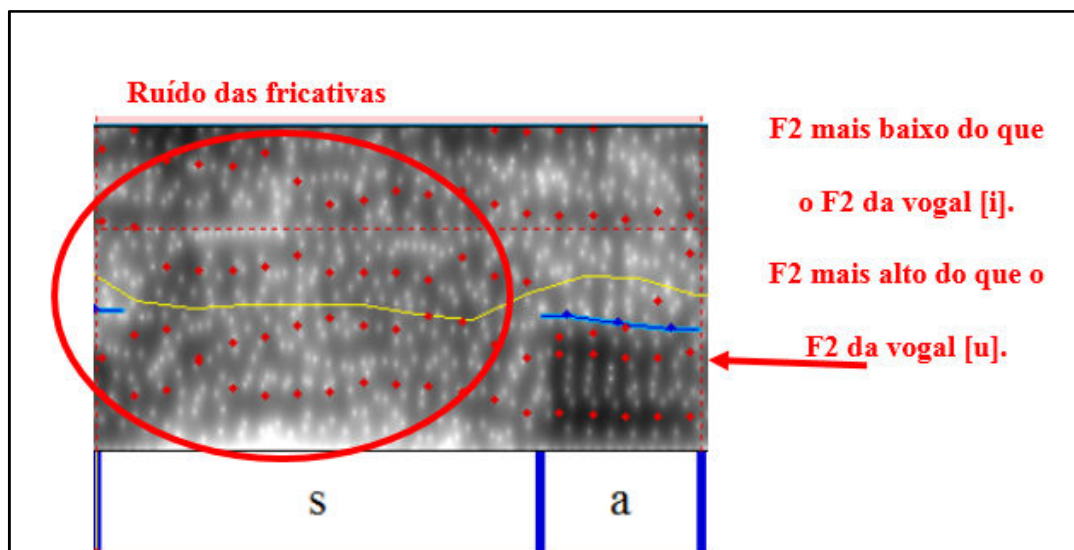 Ruído das fricativas
F2 mais baixo do que
o F2 da vogal [i].
F2 mais alto do que o
F2 da vogal [u].
s
a